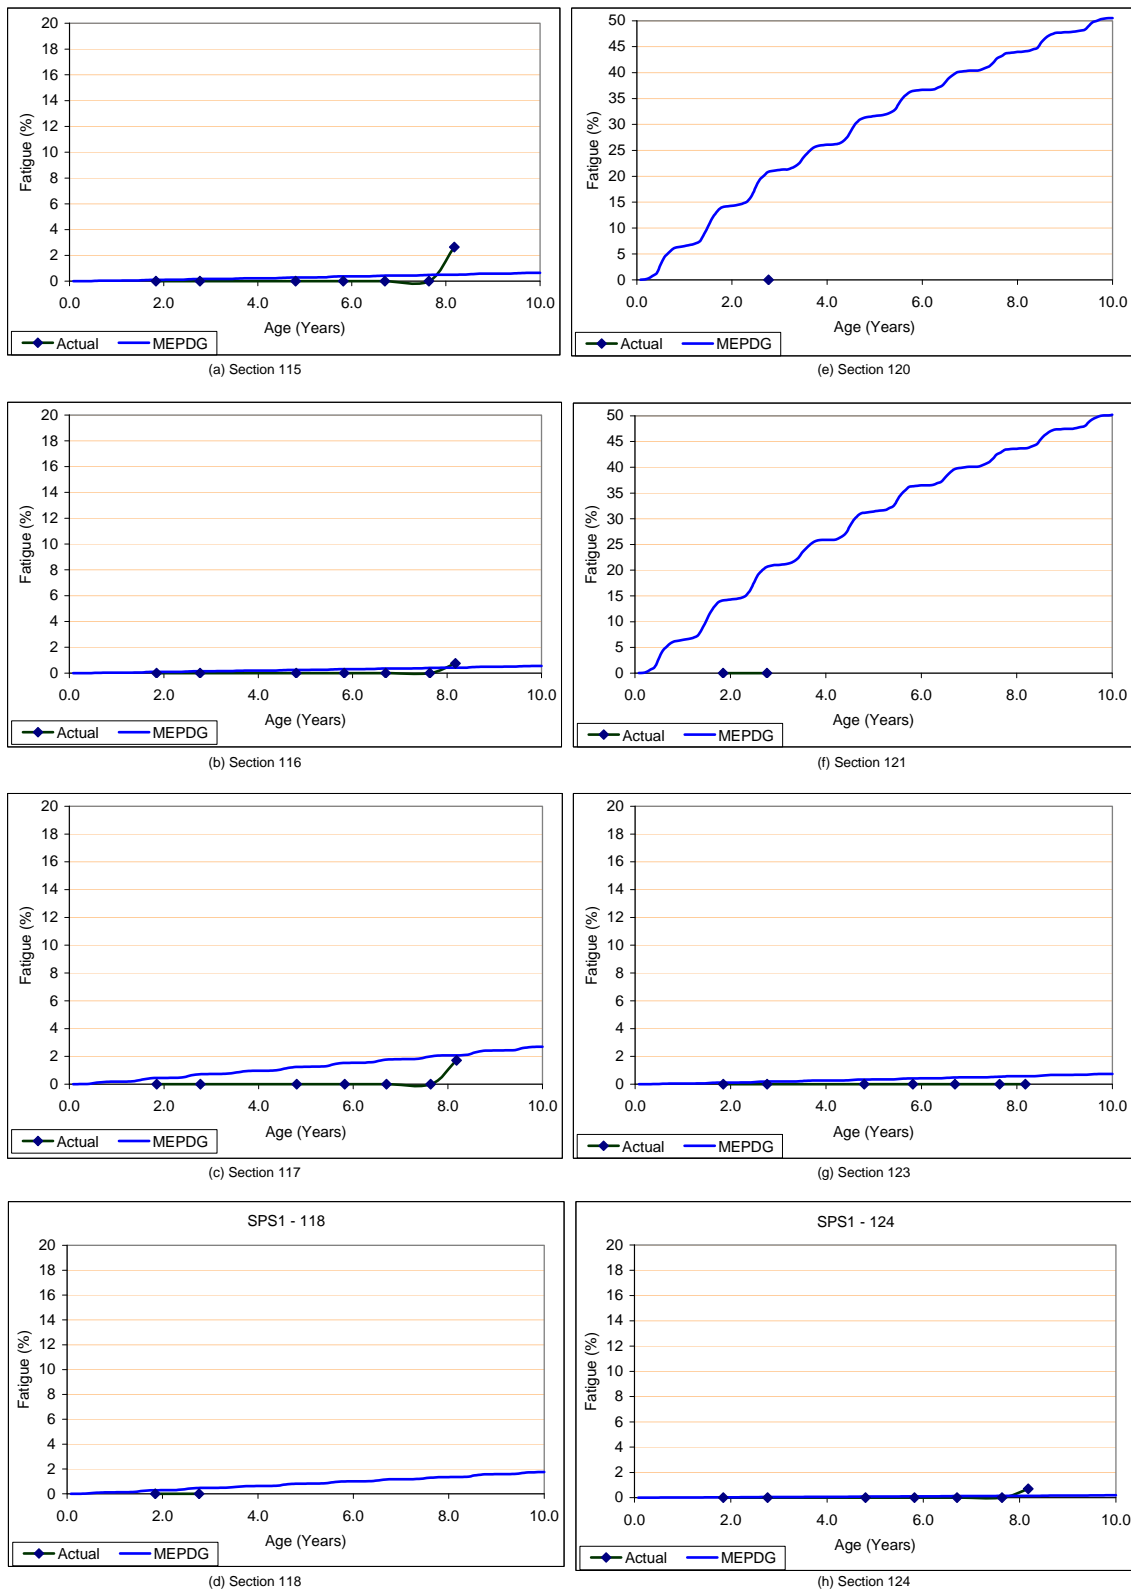 20
18
16
14
12
10
8
6
4
2
0
Fatigue (%)
0.0 2.0 4.0 6.0 8.0 10.0
Age (Years)
Actual MEPDG
(a) Section 115
50
45
40
35
30
25
20
15
10
5
0
Fatigue (%)
0.0 2.0 4.0 6.0 8.0 10.0
Age (Years)
Actual MEPDG
(e) Section 120
20
18
16
14
12
10
8
6
4
2
0
Fatigue (%)
0.0 2.0 4.0 6.0 8.0 10.0
Age (Years)
Actual MEPDG
(b) Section 116
50
45
40
35
30
25
20
15
10
5
0
Fatigue (%)
0.0 2.0 4.0 6.0 8.0 10.0
Age (Years)
Actual MEPDG
(f) Section 121
20
18
16
14
12
10
8
6
4
2
0
Fatigue (%)
0.0 2.0 4.0 6.0 8.0 10.0
Age (Years)
Actual MEPDG
(c) Section 117
20
18
16
14
12
10
8
6
4
2
0
Fatigue (%)
0.0 2.0 4.0 6.0 8.0 10.0
Age (Years)
Actual MEPDG
(g) Section 123
SPS1 - 118
20
18
16
14
12
10
8
6
4
2
0
Fatigue (%)
0.0 2.0 4.0 6.0 8.0 10.0
Age (Years)
Actual MEPDG
(d) Section 118
SPS1 - 124
20
18
16
14
12
10
8
6
4
2
0
Fatigue (%)
0.0 2.0 4.0 6.0 8.0 10.0
Age (Years)
Actual MEPDG
(h) Section 124